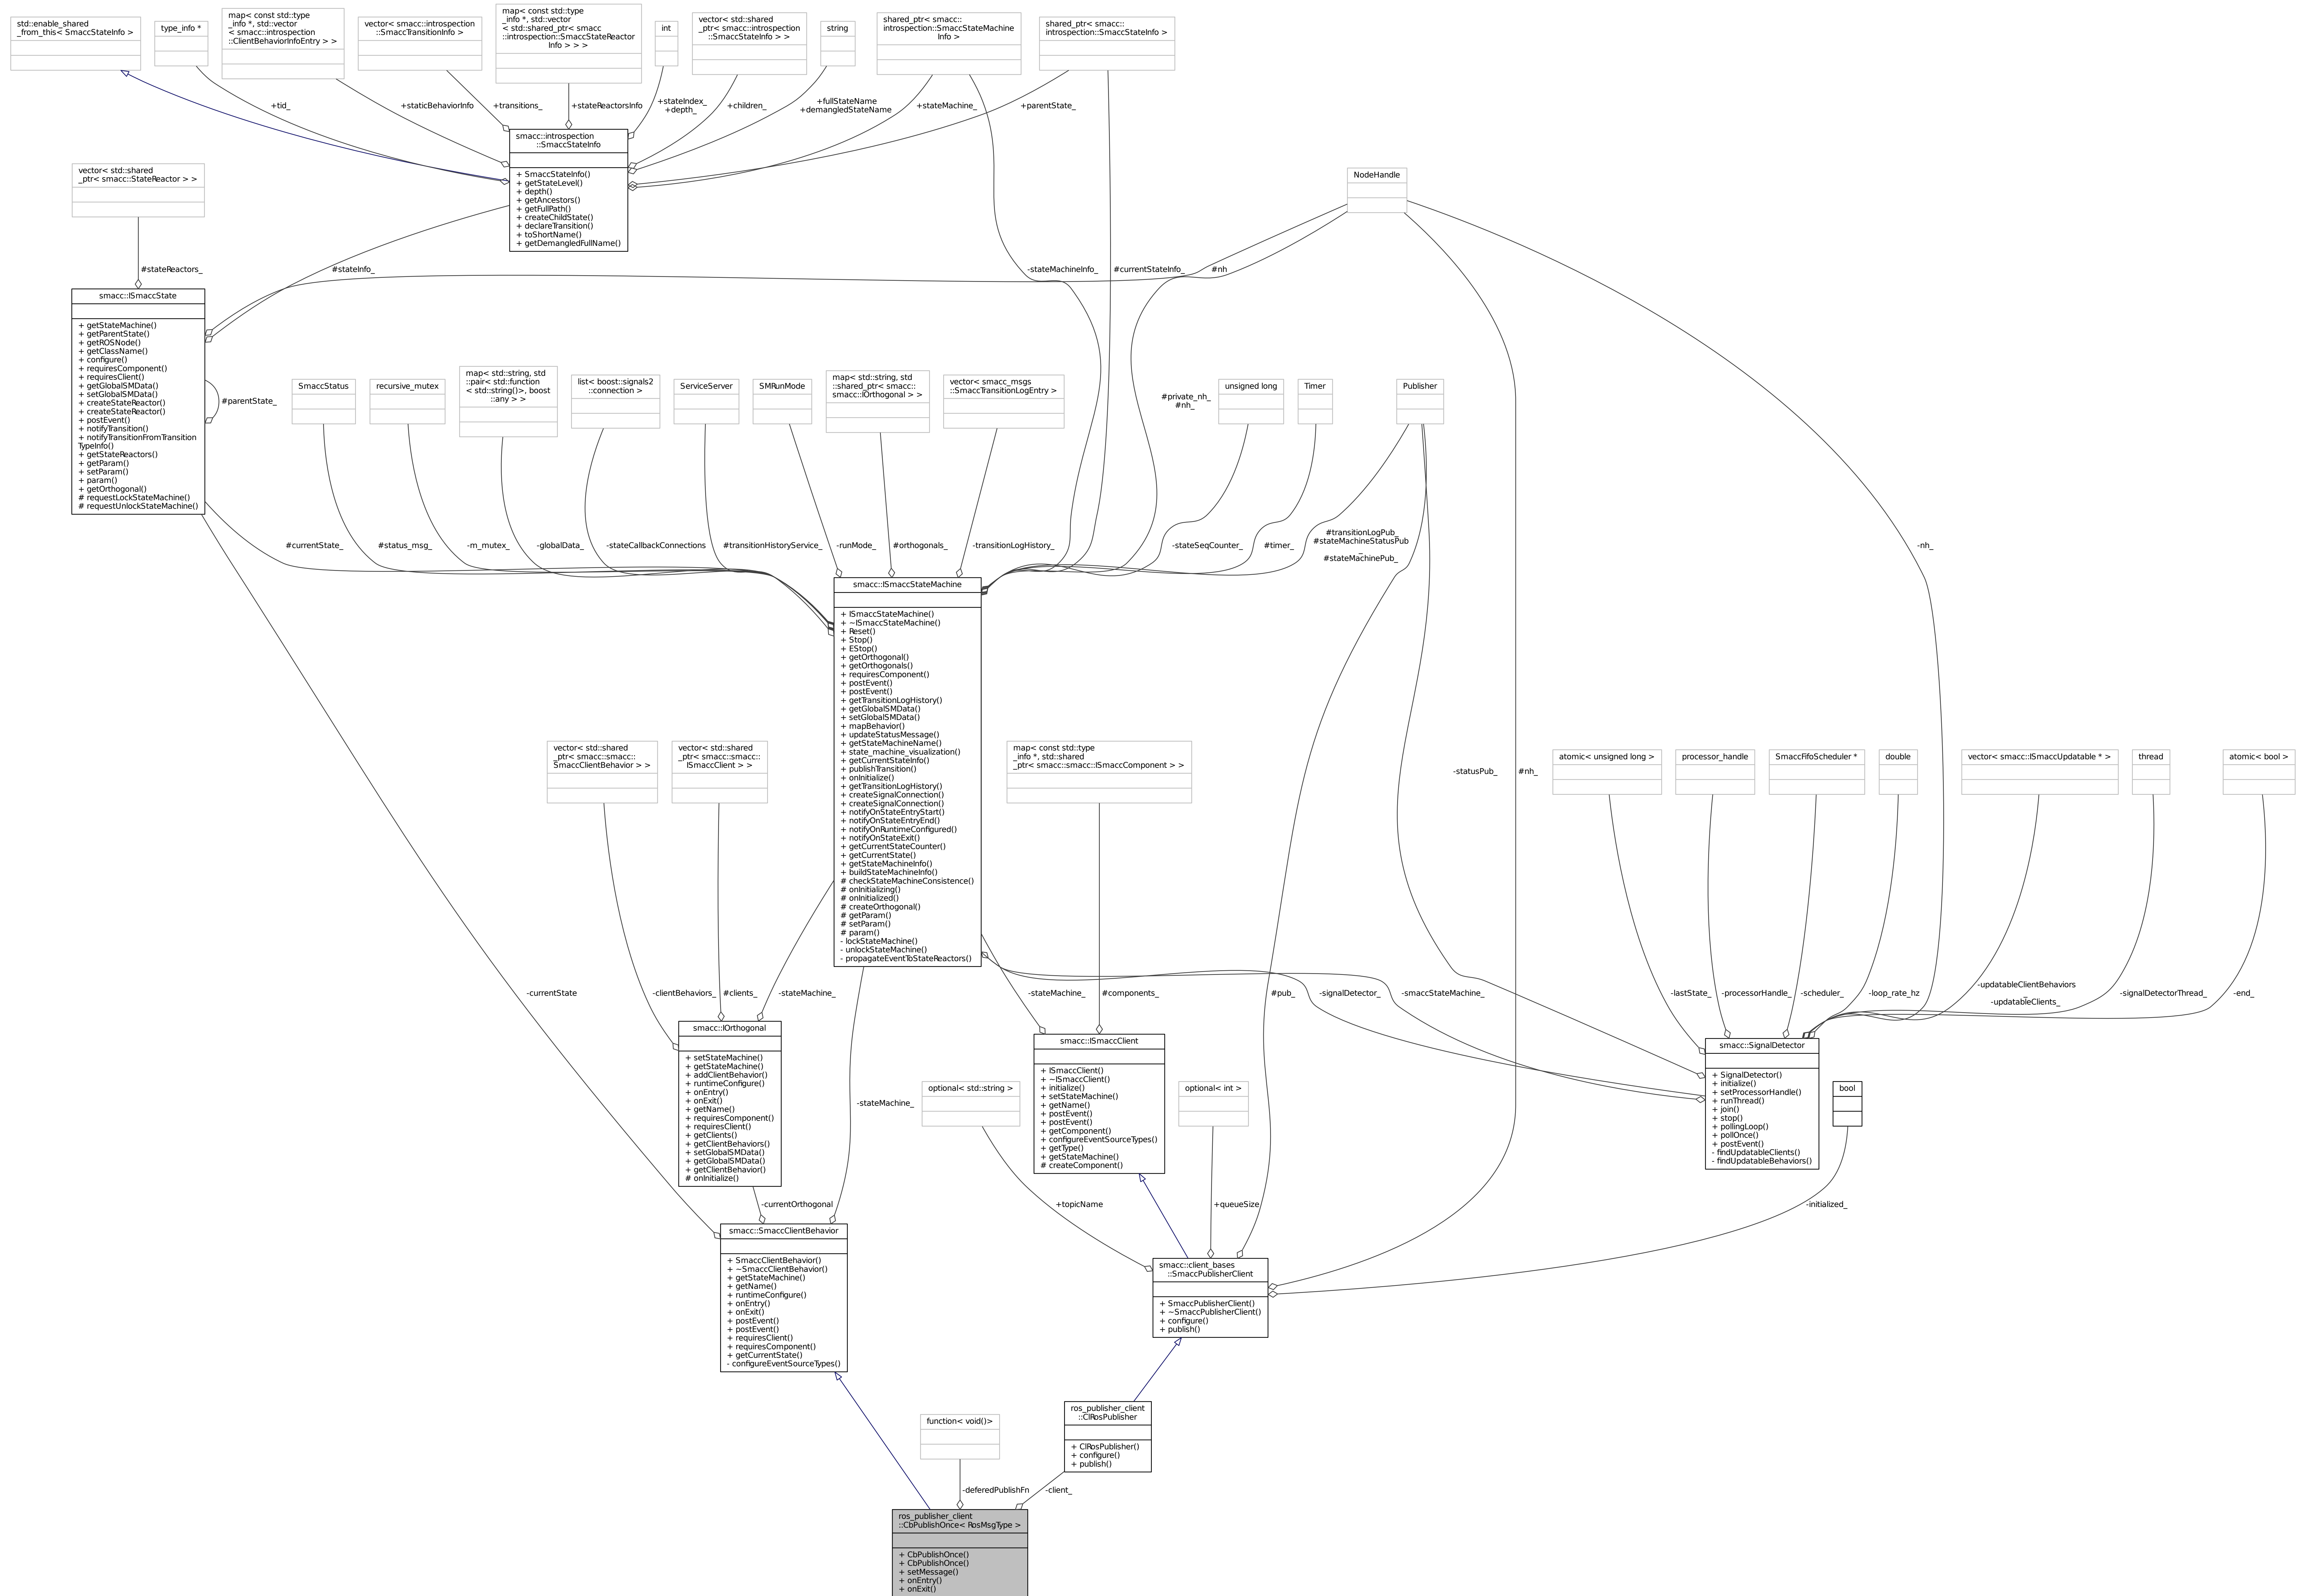 std::enable_shared
_from_this< SmaccStateInfo >
type_info *
map< const std::type
_info *, std::vector
< smacc::introspection
::ClientBehaviorInfoEntry > >
vector< smacc::introspection
::SmaccTransitionInfo >
map< const std::type
_info *, std::vector
< std::shared_ptr< smacc
::introspection::SmaccStateReactor
Info > > >
int
vector< std::shared
_ptr< smacc::introspection
::SmaccStateInfo > >
string
shared_ptr< smacc::
introspection::SmaccStateMachine
Info >
shared_ptr< smacc::
introspection::SmaccStateInfo >
+tid_
+staticBehaviorInfo
+transitions_
+stateReactorsInfo
+stateIndex_
+depth_
+children_
+fullStateName
+demangledStateName
+stateMachine_
+parentState_
smacc::introspection
::SmaccStateInfo
+ SmaccStateInfo()
+ getStateLevel()
+ depth()
+ getAncestors()
+ getFullPath()
+ createChildState()
+ declareTransition()
+ toShortName()
+ getDemangledFullName()
vector< std::shared
_ptr< smacc::StateReactor > >
NodeHandle
#stateReactors_
#stateInfo_
-stateMachineInfo_
#currentStateInfo_
#nh
smacc::ISmaccState
+ getStateMachine()
+ getParentState()
+ getROSNode()
+ getClassName()
+ configure()
+ requiresComponent()
+ requiresClient()
+ getGlobalSMData()
+ setGlobalSMData()
+ createStateReactor()
+ createStateReactor()
+ postEvent()
+ notifyTransition()
+ notifyTransitionFromTransition
TypeInfo()
+ getStateReactors()
+ getParam()
+ setParam()
+ param()
+ getOrthogonal()
# requestLockStateMachine()
# requestUnlockStateMachine()
#parentState_
SmaccStatus
recursive_mutex
map< std::string, std
::pair< std::function
< std::string()>, boost
::any > >
list< boost::signals2
::connection >
ServiceServer
SMRunMode
map< std::string, std
::shared_ptr< smacc::
smacc::IOrthogonal > >
vector< smacc_msgs
::SmaccTransitionLogEntry >
#private_nh_
#nh_
unsigned long
Timer
Publisher
#currentState_
#status_msg_
-m_mutex_
-globalData_
-stateCallbackConnections
#transitionHistoryService_
-runMode_
#orthogonals_
-transitionLogHistory_
-stateSeqCounter_
#timer_
#transitionLogPub_
#stateMachineStatusPub
_
#stateMachinePub_
-nh_
smacc::ISmaccStateMachine
+ ISmaccStateMachine()
+ ~ISmaccStateMachine()
+ Reset()
+ Stop()
+ EStop()
+ getOrthogonal()
+ getOrthogonals()
+ requiresComponent()
+ postEvent()
+ postEvent()
+ getTransitionLogHistory()
+ getGlobalSMData()
+ setGlobalSMData()
+ mapBehavior()
+ updateStatusMessage()
+ getStateMachineName()
+ state_machine_visualization()
+ getCurrentStateInfo()
+ publishTransition()
+ onInitialize()
+ getTransitionLogHistory()
+ createSignalConnection()
+ createSignalConnection()
+ notifyOnStateEntryStart()
+ notifyOnStateEntryEnd()
+ notifyOnRuntimeConfigured()
+ notifyOnStateExit()
+ getCurrentStateCounter()
+ getCurrentState()
+ getStateMachineInfo()
+ buildStateMachineInfo()
# checkStateMachineConsistence()
# onInitializing()
# onInitialized()
# createOrthogonal()
# getParam()
# setParam()
# param()
- lockStateMachine()
- unlockStateMachine()
- propagateEventToStateReactors()
vector< std::shared
_ptr< smacc::smacc::
SmaccClientBehavior > >
vector< std::shared
_ptr< smacc::smacc::
ISmaccClient > >
map< const std::type
_info *, std::shared
_ptr< smacc::smacc::ISmaccComponent > >
-statusPub_
#nh_
atomic< unsigned long >
processor_handle
SmaccFifoScheduler *
double
vector< smacc::ISmaccUpdatable * >
thread
atomic< bool >
-currentState
-clientBehaviors_
#clients_
-stateMachine_
-stateMachine_
#components_
#pub_
-signalDetector_
-smaccStateMachine_
-lastState_
-processorHandle_
-scheduler_
-loop_rate_hz
-updatableClientBehaviors
_
-updatableClients_
-signalDetectorThread_
-end_
smacc::IOrthogonal
+ setStateMachine()
+ getStateMachine()
+ addClientBehavior()
+ runtimeConfigure()
+ onEntry()
+ onExit()
+ getName()
+ requiresComponent()
+ requiresClient()
+ getClients()
+ getClientBehaviors()
+ setGlobalSMData()
+ getGlobalSMData()
+ getClientBehavior()
# onInitialize()
-stateMachine_
optional< std::string >
smacc::ISmaccClient
+ ISmaccClient()
+ ~ISmaccClient()
+ initialize()
+ setStateMachine()
+ getName()
+ postEvent()
+ postEvent()
+ getComponent()
+ configureEventSourceTypes()
+ getType()
+ getStateMachine()
# createComponent()
optional< int >
smacc::SignalDetector
+ SignalDetector()
+ initialize()
+ setProcessorHandle()
+ runThread()
+ join()
+ stop()
+ pollingLoop()
+ pollOnce()
+ postEvent()
- findUpdatableClients()
- findUpdatableBehaviors()
bool
-currentOrthogonal
+topicName
+queueSize
-initialized_
smacc::SmaccClientBehavior
+ SmaccClientBehavior()
+ ~SmaccClientBehavior()
+ getStateMachine()
+ getName()
+ runtimeConfigure()
+ onEntry()
+ onExit()
+ postEvent()
+ postEvent()
+ requiresClient()
+ requiresComponent()
+ getCurrentState()
- configureEventSourceTypes()
smacc::client_bases
::SmaccPublisherClient
+ SmaccPublisherClient()
+ ~SmaccPublisherClient()
+ configure()
+ publish()
function< void()>
ros_publisher_client
::ClRosPublisher
+ ClRosPublisher()
+ configure()
+ publish()
-deferedPublishFn
-client_
ros_publisher_client
::CbPublishOnce< RosMsgType >
+ CbPublishOnce()
+ CbPublishOnce()
+ setMessage()
+ onEntry()
+ onExit()